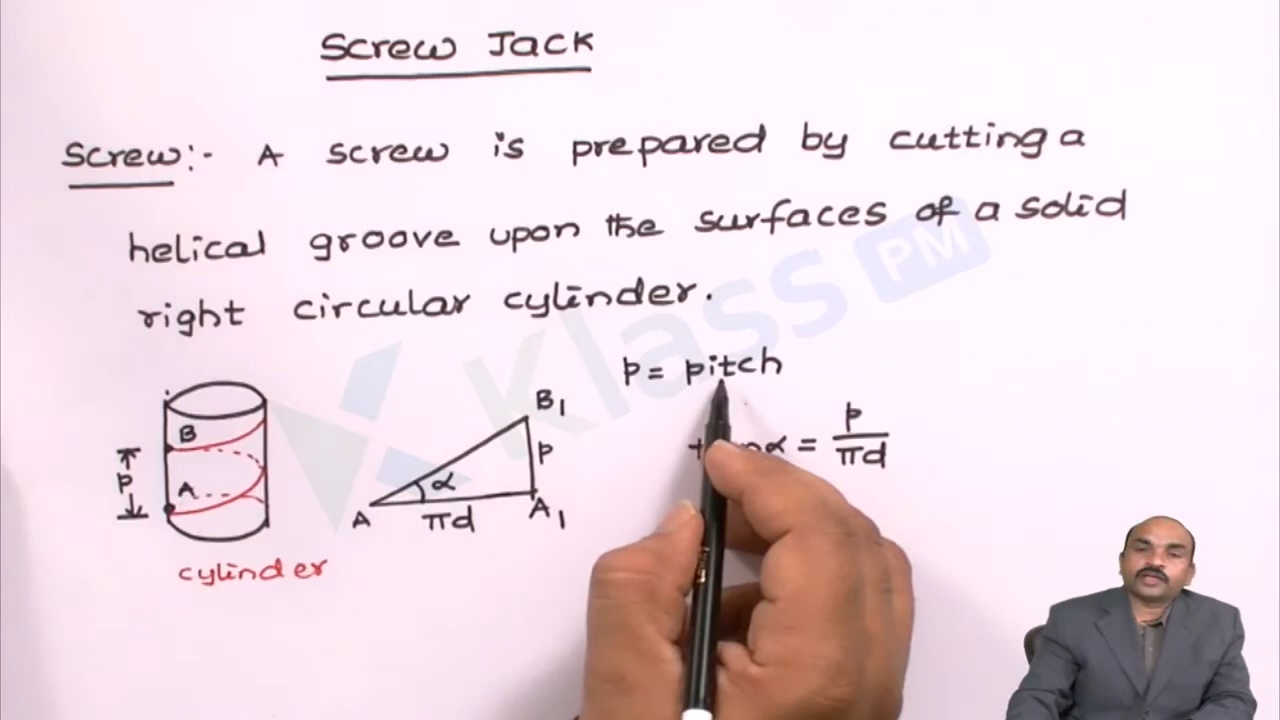 Screw Jack
Screw:- A screw is prepared by cutting a
helical groove upon the surfaces of a solid
right circular cylinder.
Klass PM
p = pitch
α = p/πd
B
p
A
cylinder
B1
p
α
A
πd
A1